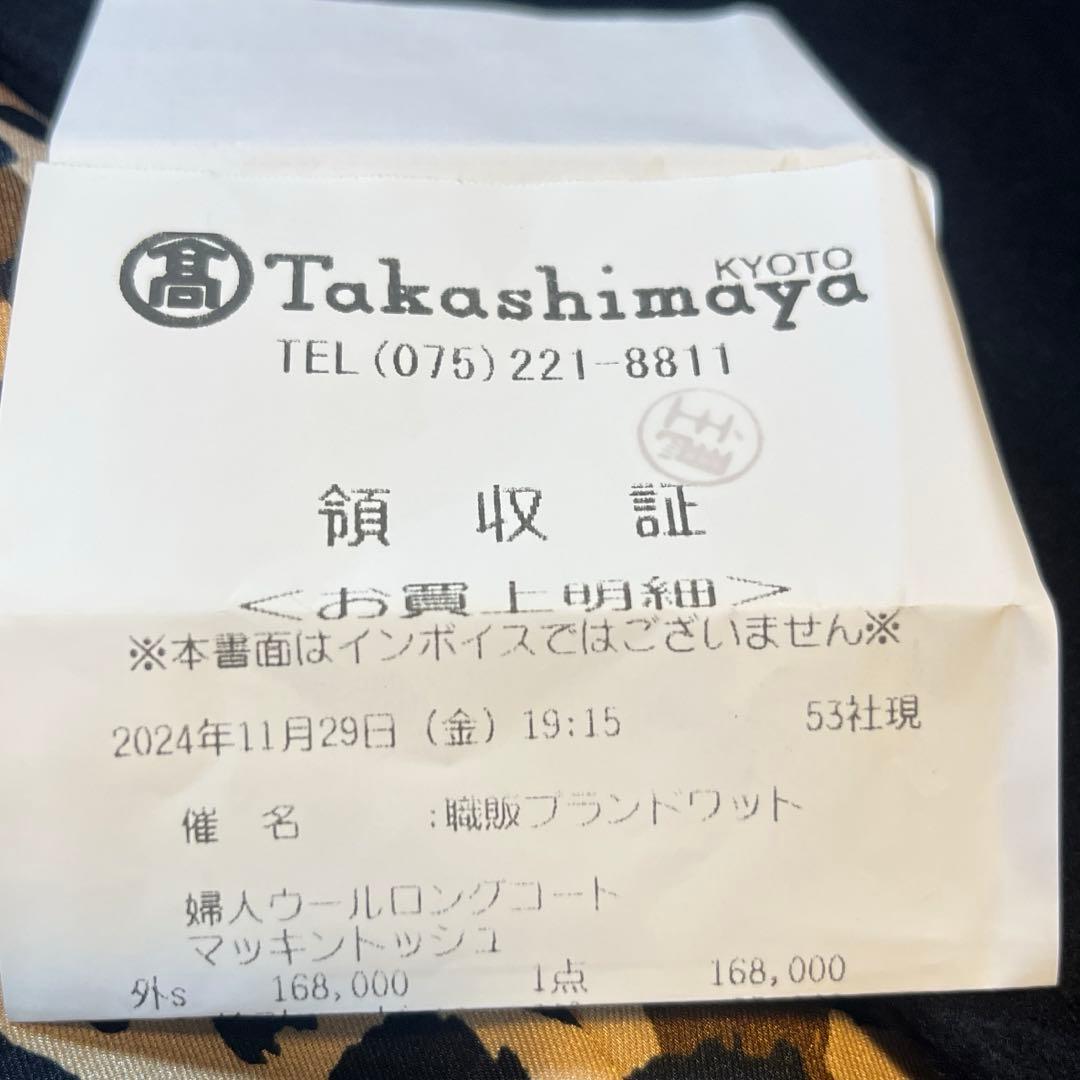 髙 Takashimaya KYOTO
TEL(075)221-8811
領 収 証
<お買上明細>
※本書面はインボイスではございません※
2024年11月29日(金) 19:15 53社現
催 名 :職販ブランドワット
婦人ウールロングコート
マッキントッシュ
外s 168,000 1点 168,000